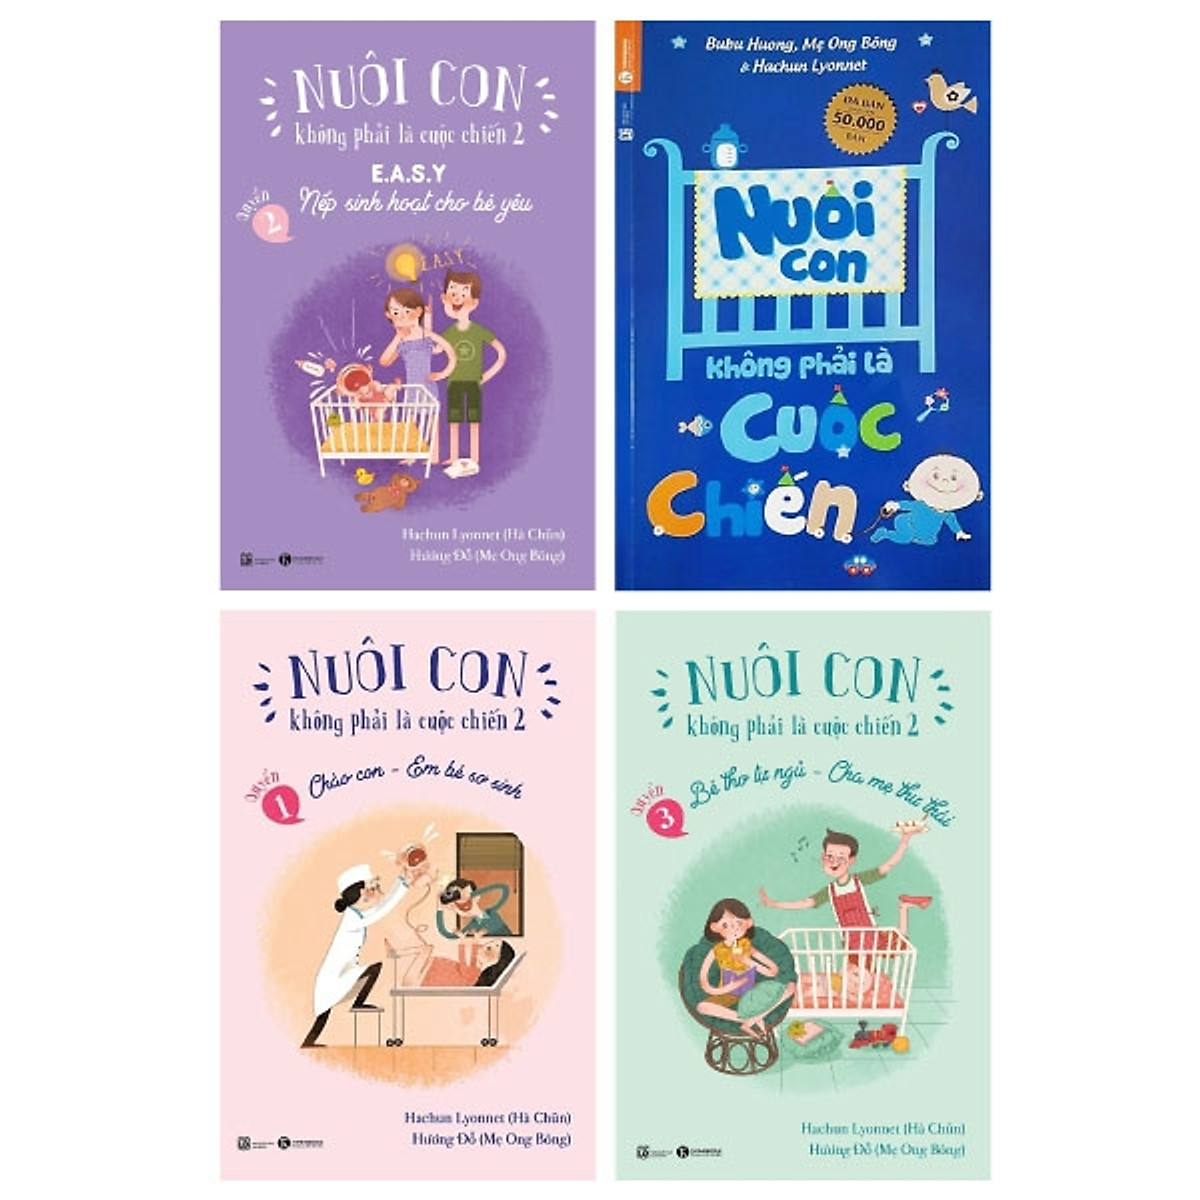 NUÔI CON
không phải là cuộc chiến 2
E.A.S.Y
Quyển
2
Nếp sinh hoạt cho bé yêu
EASY
Hachun Lyonnet (Hà Chũn)
Hương Đỗ (Mẹ Ong Bông)
Bubu Huong, Mẹ Ong Bông
& Hachun Lyonnet
ĐÃ BÁN
50.000
BẢN
Nuôi
con
không phải là
Cuộc
Chiến
NUÔI CON
không phải là cuộc chiến 2
Quyển
1
Chào con - Em bé sơ sinh
Hachun Lyonnet (Hà Chũn)
Hương Đỗ (Mẹ Ong Bông)
NUÔI CON
không phải là cuộc chiến 2
Quyển
3
Bé thơ tự ngủ - Cha mẹ thư thái
Hachun Lyonnet (Hà Chũn)
Hương Đỗ (Mẹ Ong Bông)